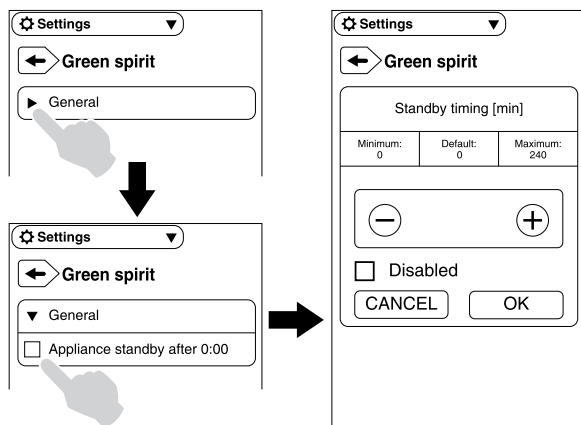 Settings
Green spirit
General
Settings
Green spirit
General
Appliance standby after 0:00
Settings
Green spirit
Standby timing [min]
Minimum: Default: Maximum:
0 0 240
Disabled
CANCEL OK